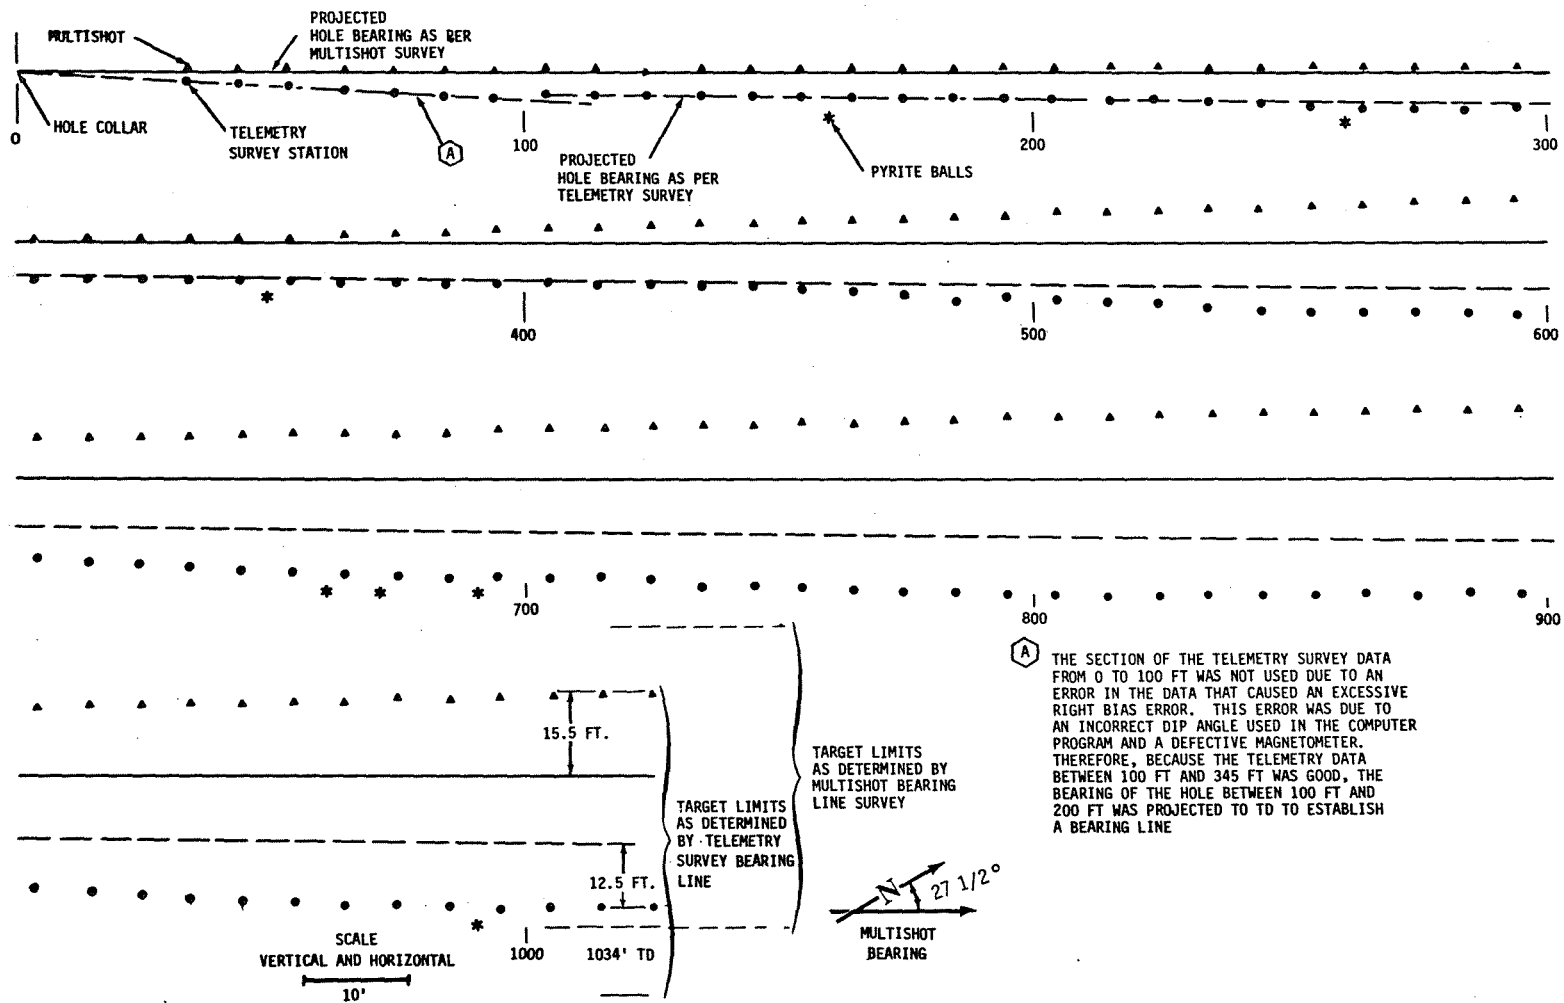 PROJECTED
HOLE BEARING AS PER
MULTISHOT SURVEY
MULTISHOT
HOLE COLLAR
TELEMETRY
SURVEY STATION
A
PROJECTED
HOLE BEARING AS PER
TELEMETRY SURVEY
*
PYRITE BALLS
*
0
100
200
300
*
400
500
600
* * *
700
800
900
15.5 FT.
12.5 FT.
TARGET LIMITS
AS DETERMINED
BY TELEMETRY
SURVEY BEARING
LINE
TARGET LIMITS
AS DETERMINED BY
MULTISHOT BEARING
LINE SURVEY
A
THE SECTION OF THE TELEMETRY SURVEY DATA
FROM 0 TO 100 FT WAS NOT USED DUE TO AN
ERROR IN THE DATA THAT CAUSED AN EXCESSIVE
RIGHT BIAS ERROR. THIS ERROR WAS DUE TO
AN INCORRECT DIP ANGLE USED IN THE COMPUTER
PROGRAM AND A DEFECTIVE MAGNETOMETER.
THEREFORE, BECAUSE THE TELEMETRY DATA
BETWEEN 100 FT AND 345 FT WAS GOOD, THE
BEARING OF THE HOLE BETWEEN 100 FT AND
200 FT WAS PROJECTED TO TD TO ESTABLISH
A BEARING LINE
N
27 1/2°
MULTISHOT
BEARING
*
1000
1034' TD
SCALE
VERTICAL AND HORIZONTAL
10'